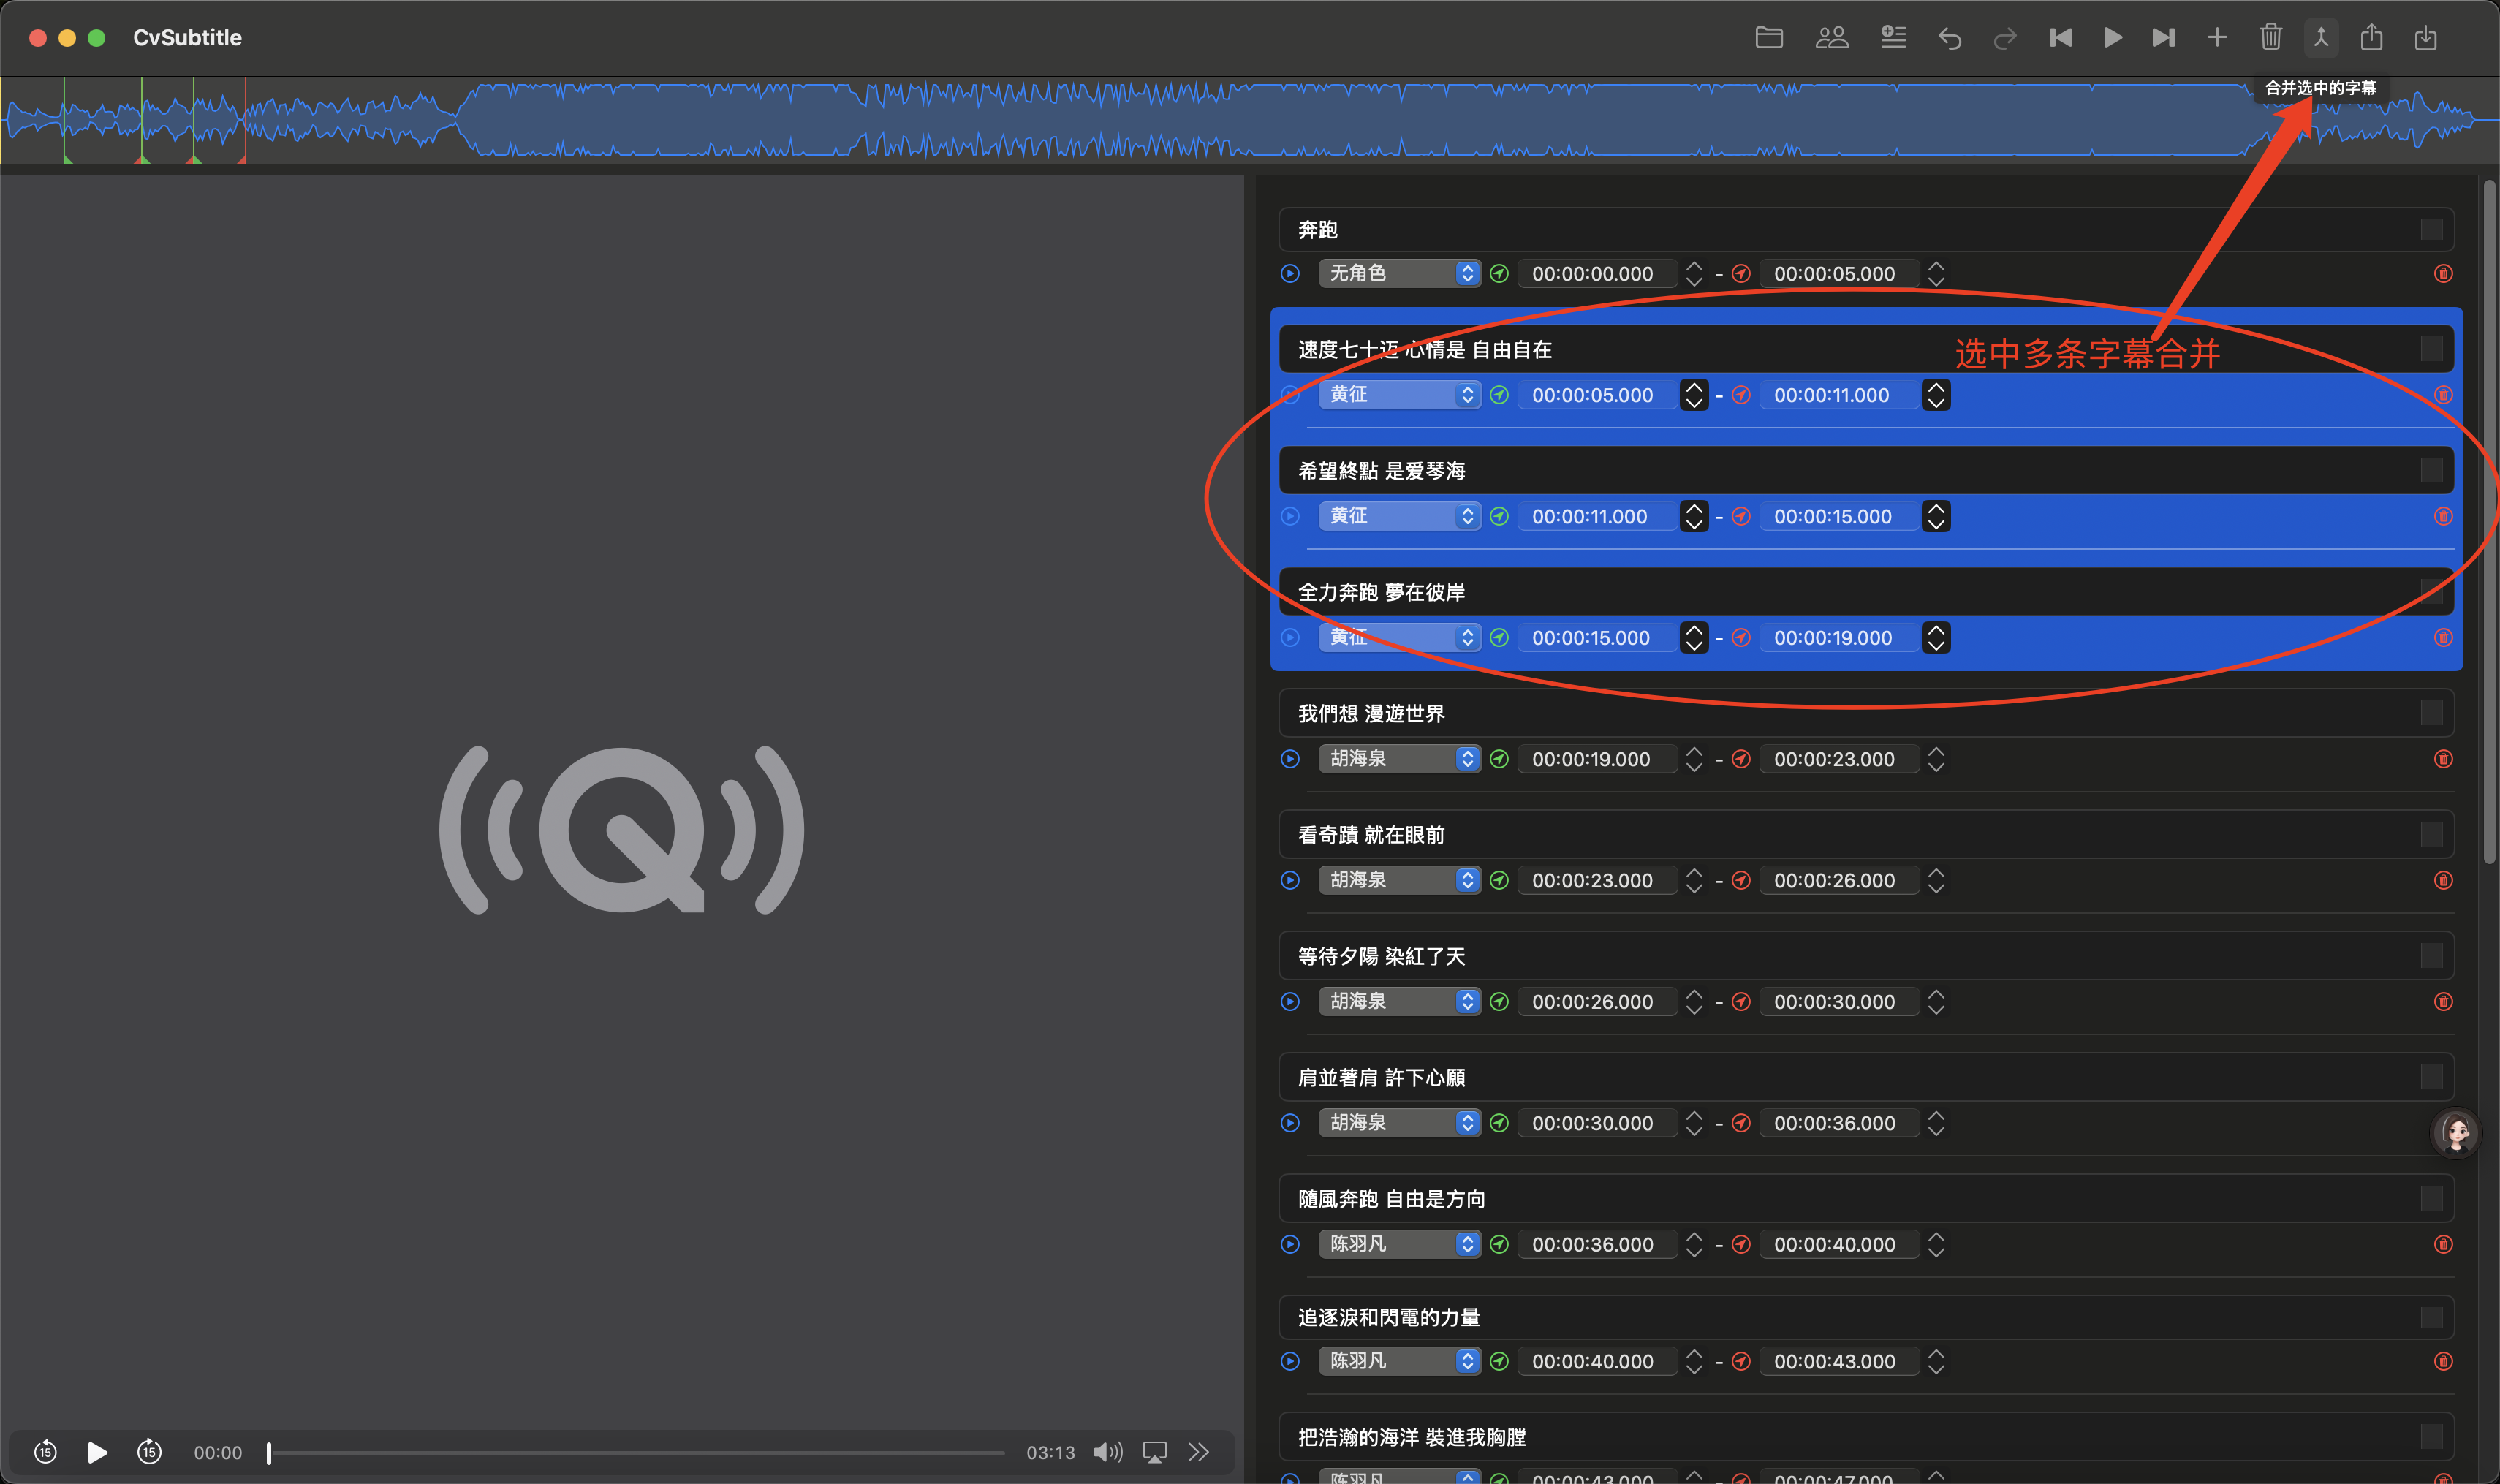 CvSubtitle
合并选中的字幕
奔跑
无角色 00:00:00.000 - 00:00:05.000
速度七十迈 心情是 自由自在
选中多条字幕合并
黄征 00:00:05.000 - 00:00:11.000
希望終點 是爱琴海
黄征 00:00:11.000 - 00:00:15.000
全力奔跑 夢在彼岸
黄征 00:00:15.000 - 00:00:19.000
我們想 漫遊世界
胡海泉 00:00:19.000 - 00:00:23.000
看奇蹟 就在眼前
胡海泉 00:00:23.000 - 00:00:26.000
等待夕陽 染紅了天
胡海泉 00:00:26.000 - 00:00:30.000
肩並著肩 許下心願
胡海泉 00:00:30.000 - 00:00:36.000
隨風奔跑 自由是方向
陈羽凡 00:00:36.000 - 00:00:40.000
追逐淚和閃電的力量
陈羽凡 00:00:40.000 - 00:00:43.000
把浩瀚的海洋 裝進我胸膛
陈羽凡 00:00:43.000 - 00:00:47.000
15 15 00:00 03:13